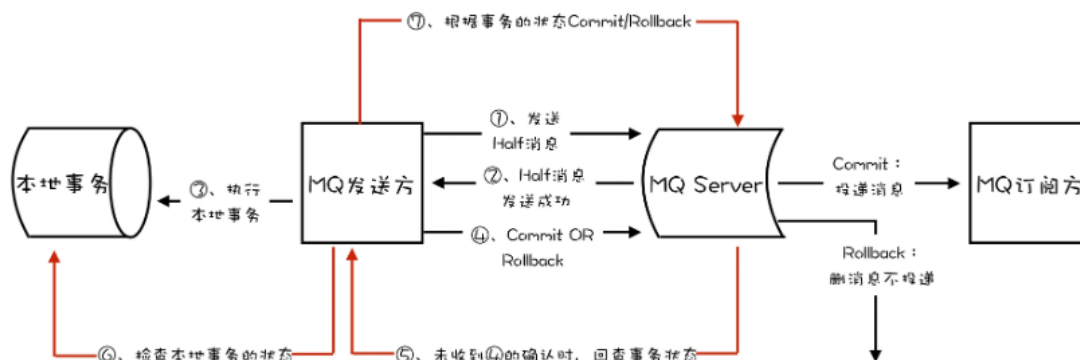 ⑦、根据事务的状态Commit/Rollback
①、发送
Half消息
Commit：
投递消息
本地事务
③、执行
本地事务
MQ发送方
②、Half消息
发送成功
MQ Server
MQ订阅方
④、Commit OR
Rollback
Rollback：
删消息不投递
⑥、检查本地事务的状态
⑤、未收到④的确认时，回查事务状态